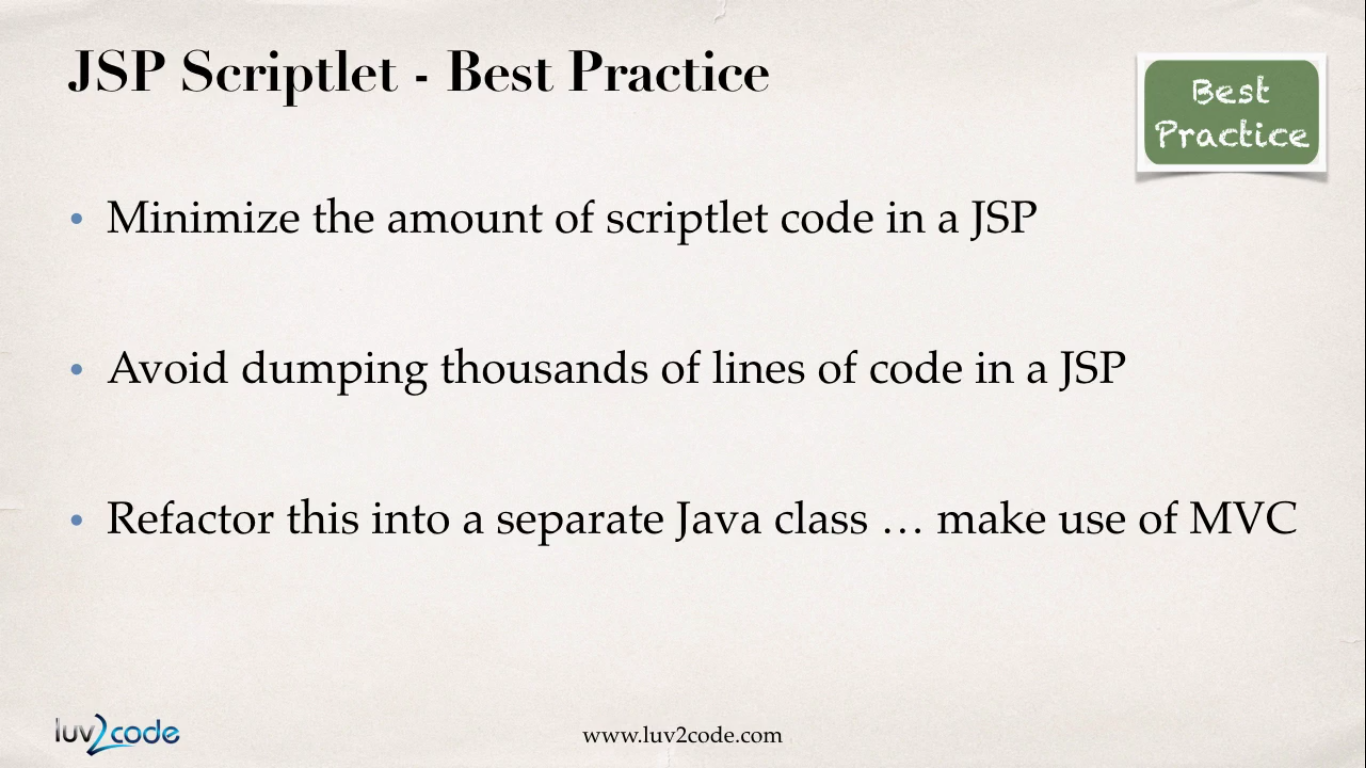 JSP Scriptlet - Best Practice
Best
Practice
• Minimize the amount of scriptlet code in a JSP
• Avoid dumping thousands of lines of code in a JSP
• Refactor this into a separate Java class … make use of MVC
luv2code
www.luv2code.com